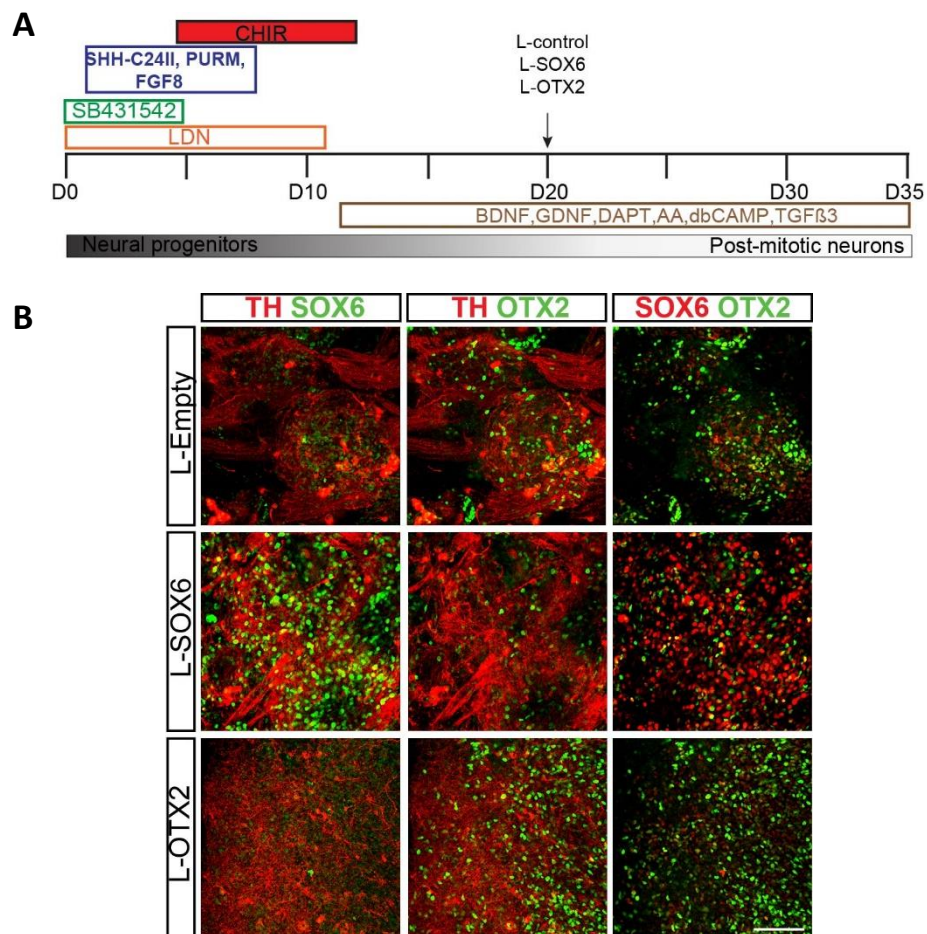 A
CHIR
SHH-C24II, PURM,
FGF8
SB431542
LDN
L-control
L-SOX6
L-OTX2
D0
D10
D20
D30
D35
BDNF,GDNF,DAPT,AA,dbCAMP,TGFß3
Neural progenitors
Post-mitotic neurons
B
TH SOX6
TH OTX2
SOX6 OTX2
L-Empty
L-SOX6
L-OTX2